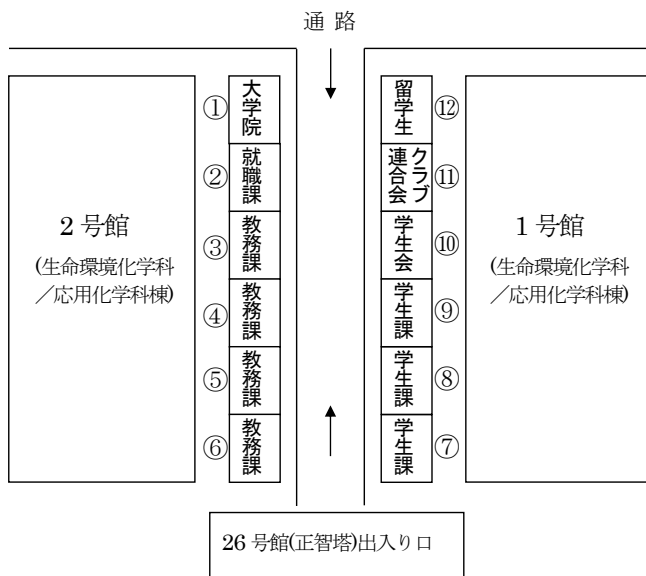 通 路
① 大学院
② 就職課
③ 教務課
④ 教務課
⑤ 教務課
⑥ 教務課
留学生 ⑫
クラブ
連合会 ⑪
学生会 ⑩
学生課 ⑨
学生課 ⑧
学生課 ⑦
2 号館
(生命環境化学科
／応用化学科棟)
1 号館
(生命環境化学科
／応用化学科棟)
26 号館(正智塔)出入り口